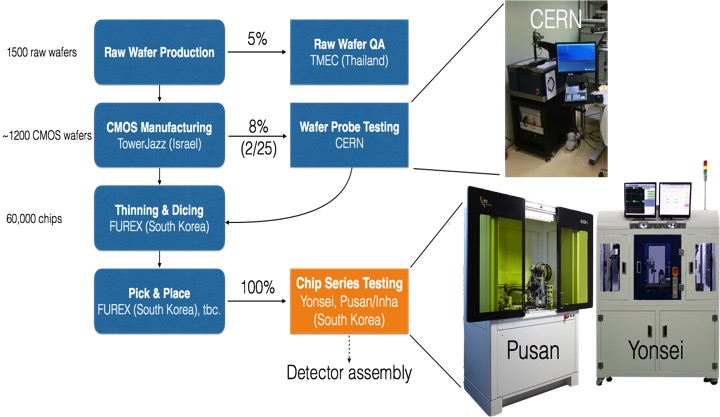 1500 raw wafers
Raw Wafer Production
5%
Raw Wafer QA
TMEC (Thailand)
CERN
~1200 CMOS wafers
CMOS Manufacturing
TowerJazz (Israel)
8%
(2/25)
Wafer Probe Testing
CERN
60,000 chips
Thinning & Dicing
FUREX (South Korea)
Pick & Place
FUREX (South Korea), tbc.
100%
Chip Series Testing
Yonsei, Pusan/Inha
(South Korea)
Detector assembly
Pusan
Yonsei